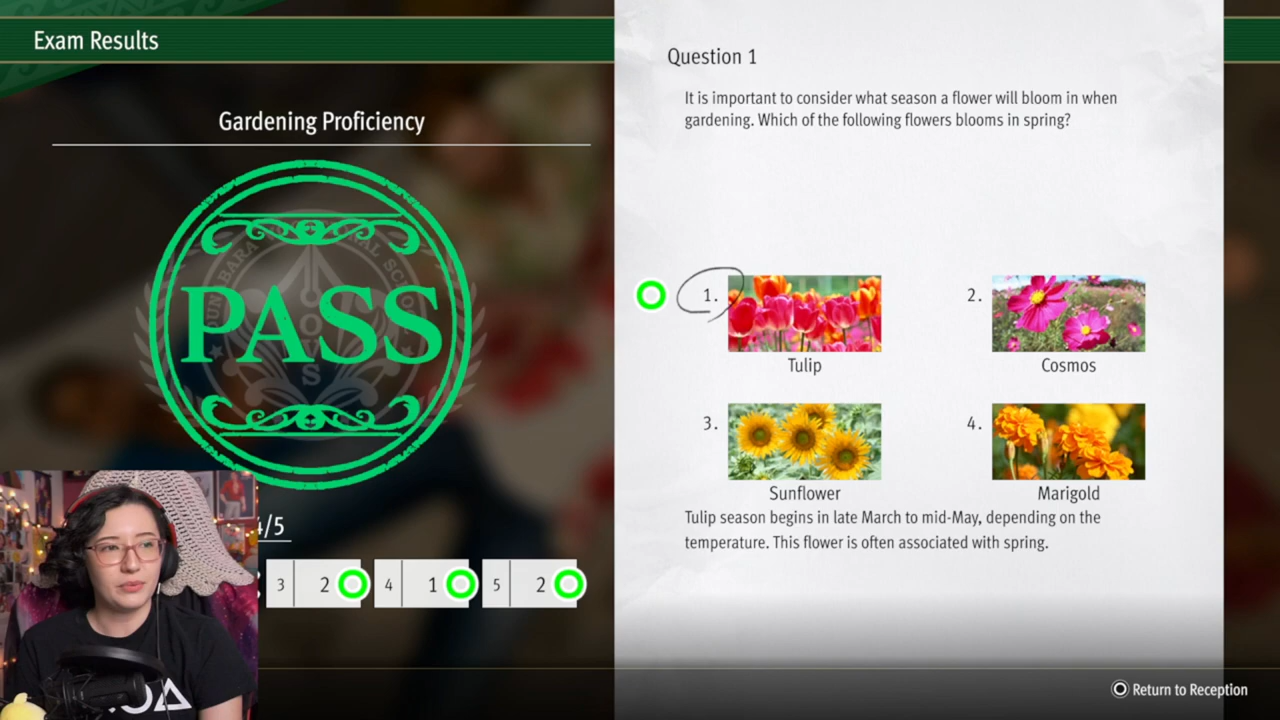 Exam Results
Gardening Proficiency
PASS
4/5
3 2
4 1
5 2
Question 1
It is important to consider what season a flower will bloom in when
gardening. Which of the following flowers blooms in spring?
1.
Tulip
2.
Cosmos
3.
Sunflower
4.
Marigold
Tulip season begins in late March to mid-May, depending on the
temperature. This flower is often associated with spring.
Return to Reception